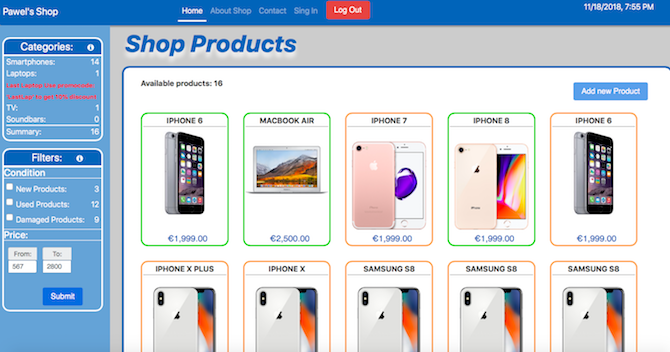 Pawel's Shop
Home About Shop Contact Sing In Log Out
11/18/2018, 7:55 PM
Categories:
Smartphones: 14
Laptops: 1
Last Laptop use promocode
to get 10% discount
TV: 1
Soundbars: 0
Summary: 16
Filters:
Condition
New Products: 3
Used Products: 12
Damaged Products: 9
Price:
From: To:
567 2800
Submit
Shop Products
Available products: 16
Add new Product
IPHONE 6 MACBOOK AIR IPHONE 7 IPHONE 8 IPHONE 6
€1,999.00 €2,500.00 €1,999.00 €1,999.00 €1,999.00
IPHONE X PLUS IPHONE X SAMSUNG S8 SAMSUNG S8 SAMSUNG S8